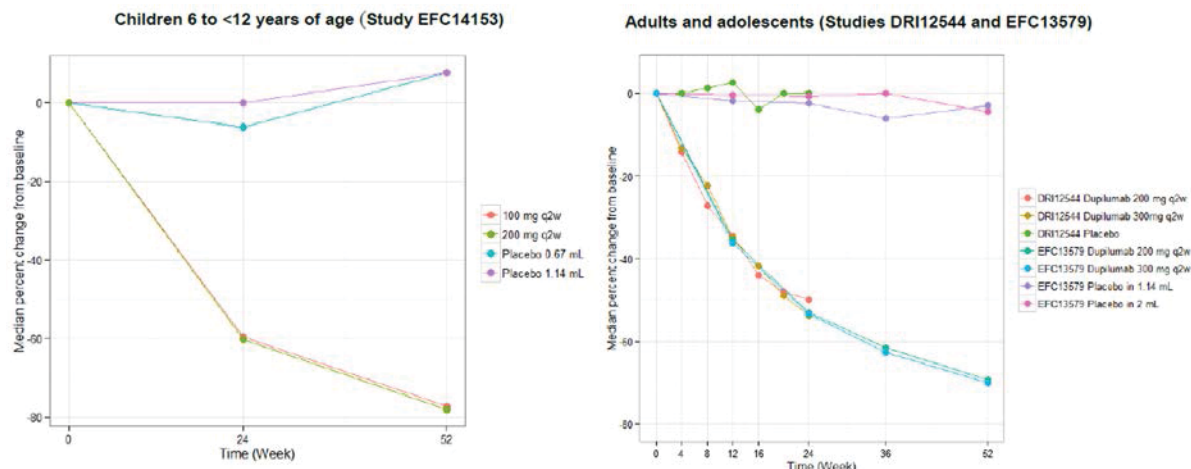 Children 6 to <12 years of age (Study EFC14153)
Median percent change from baseline
0
-20
-40
-60
-80
0 24 52
Time (Week)
100 mg q2w
200 mg q2w
Placebo 0.67 mL
Placebo 1.14 mL
Adults and adolescents (Studies DRI12544 and EFC13579)
Median percent change from baseline
0
-20
-40
-60
-80
0 4 8 12 16 24 36 52
Time (Week)
DRI12544 Dupilumab 200 mg q2w
DRI12544 Dupilumab 300mg q2w
DRI12544 Placebo
EFC13579 Dupilumab 200 mg q2w
EFC13579 Dupilumab 300 mg q2w
EFC13579 Placebo in 1.14 mL
EFC13579 Placebo in 2 mL